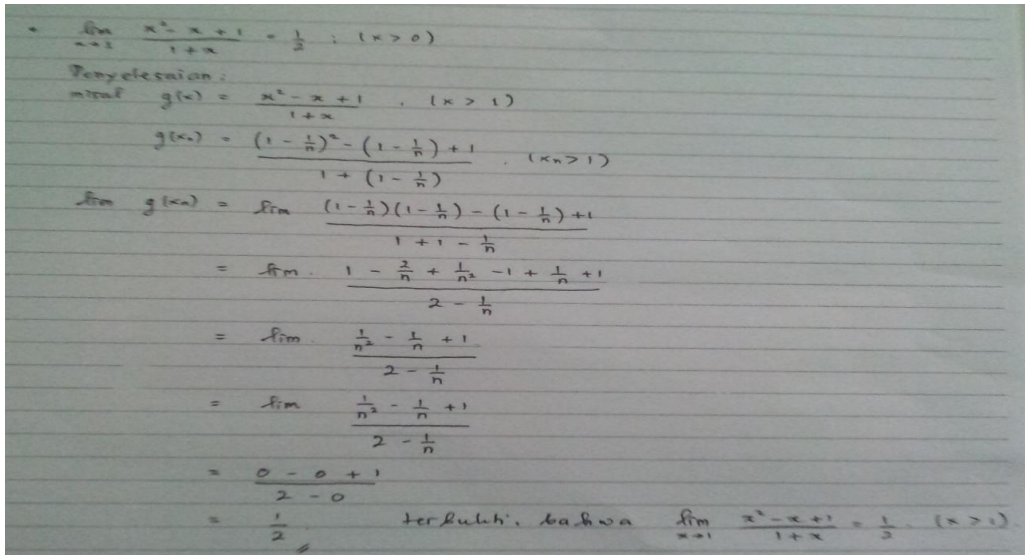 • lim x→1 (x² - x + 1)/(1 + x) = 1/2 ; (x > 0)
Penyelesaian :
misal g(x) = (x² - x + 1)/(1 + x) , (x > 1)
g(xₙ) = ((1 - 1/n)² - (1 - 1/n) + 1)/(1 + (1 - 1/n)) , (xₙ > 1)
lim g(xₙ) = lim ((1 - 1/n)(1 - 1/n) - (1 - 1/n) + 1)/(1 + 1 - 1/n)
= lim (1 - 2/n + 1/n² - 1 + 1/n + 1)/(2 - 1/n)
= lim (1/n² - 1/n + 1)/(2 - 1/n)
= lim (1/n² - 1/n + 1)/(2 - 1/n)
= (0 - 0 + 1)/(2 - 0)
= 1/2 terbukti, bahwa lim x→1 (x² - x + 1)/(1 + x) = 1/2 . (x > 1)